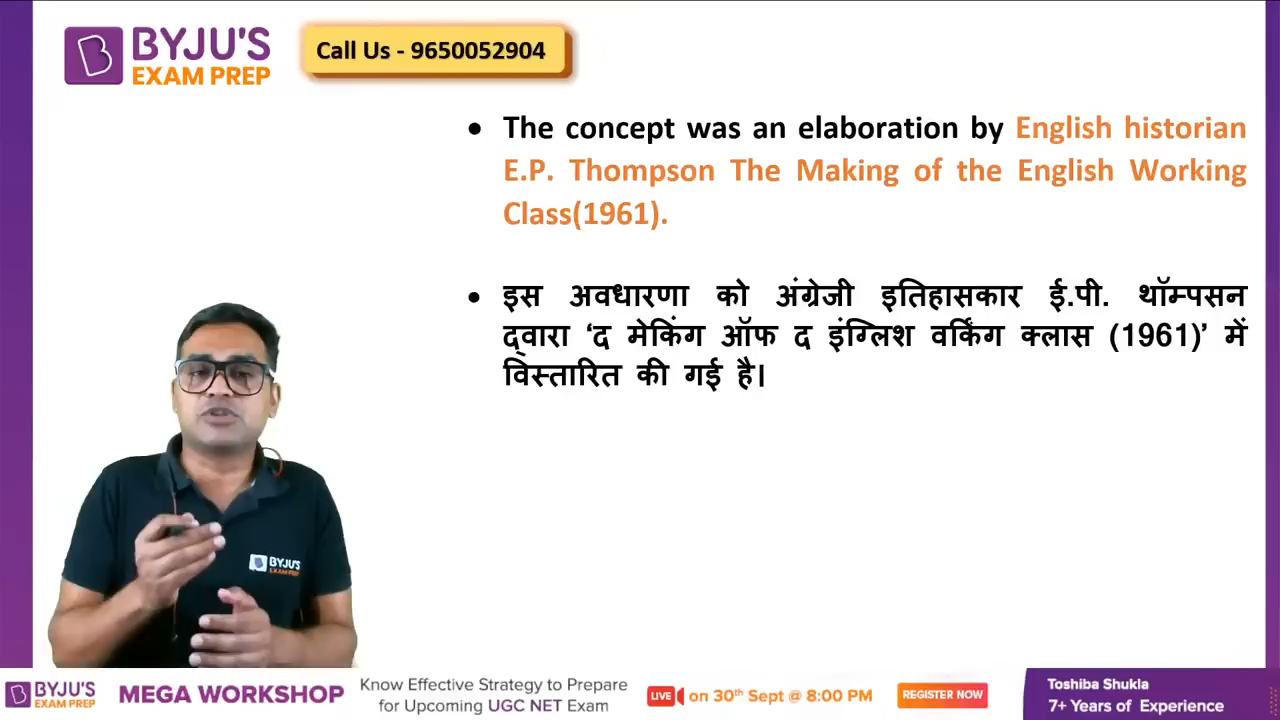 BYJU'S
EXAM PREP
Call Us - 9650052904
• The concept was an elaboration by English historian
E.P. Thompson The Making of the English Working
Class(1961).
• इस अवधारणा को अंग्रेजी इतिहासकार ई.पी. थॉम्पसन
द्वारा ‘द मेकिंग ऑफ द इंग्लिश वर्किंग क्लास (1961)’ में
विस्तारित की गई है।
BYJU'S
EXAM PREP
BYJU'S
EXAM PREP
MEGA WORKSHOP
Know Effective Strategy to Prepare
for Upcoming UGC NET Exam
LIVE on 30th Sept @ 8:00 PM
REGISTER NOW
Toshiba Shukla
7+ Years of Experience